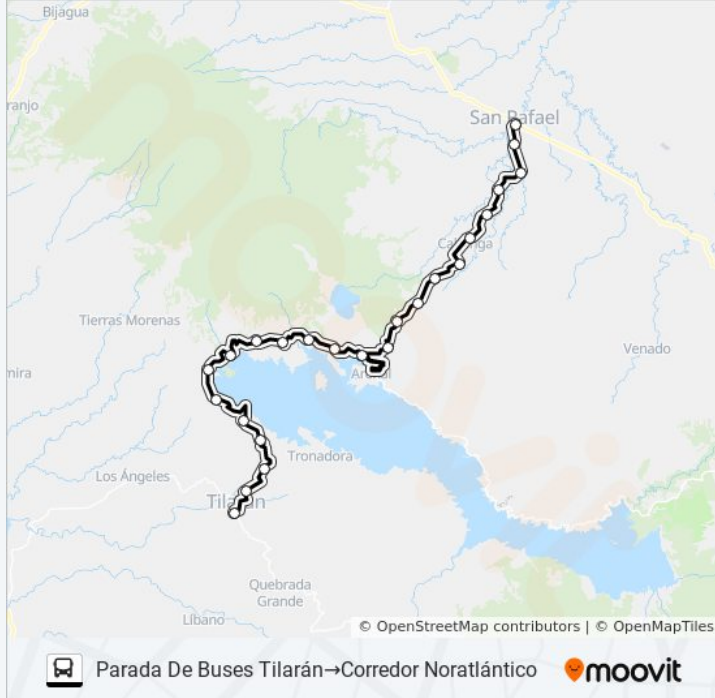 Bijagua
ranjo
San Rafael
Tierras Morenas
Venado
mira
Tronadora
Los Ángeles
Tilarán
Quebrada
Grande
Líbano
© OpenStreetMap contributors | © OpenMapTiles
Parada De Buses Tilarán→Corredor Noratlántico
moovit